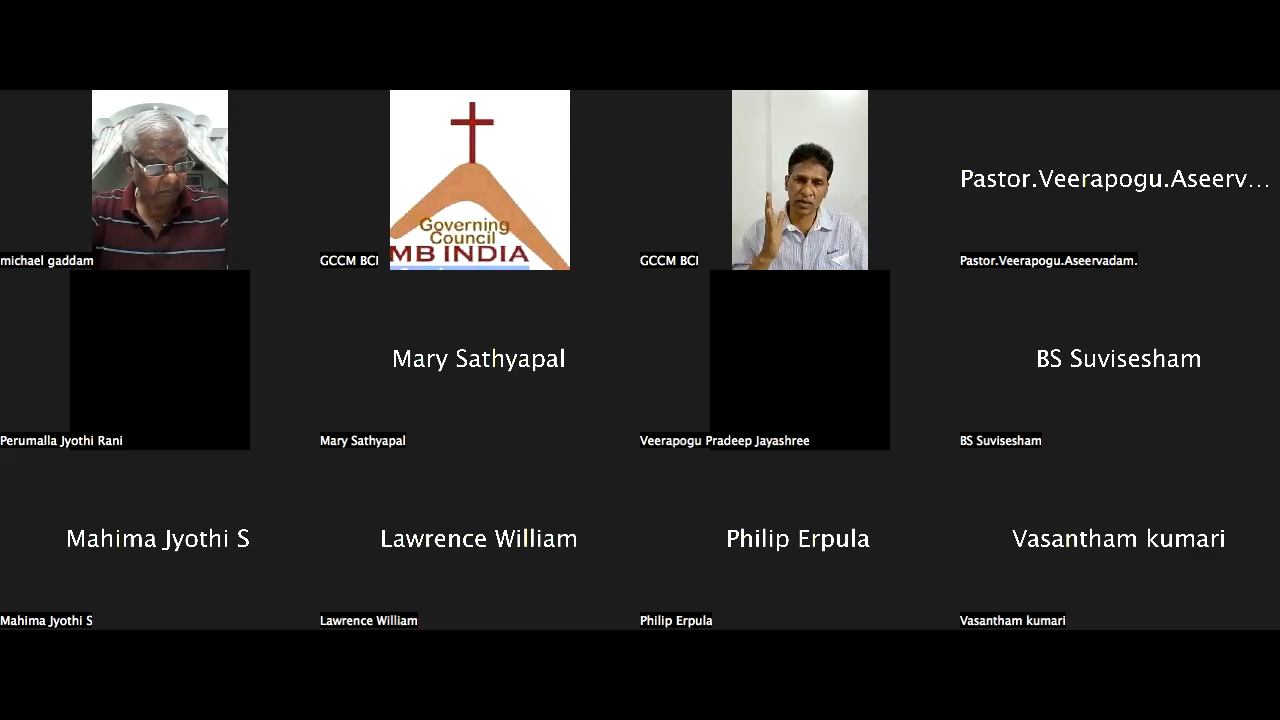 Governing
Council
MB INDIA
Pastor.Veerapogu.Aseerv...
michael gaddam
GCCM BCI
GCCM BCI
Pastor.Veerapogu.Aseervadam.
Mary Sathyapal
BS Suvisesham
Perumalla Jyothi Rani
Mary Sathyapal
Veerapogu Pradeep Jayashree
BS Suvisesham
Mahima Jyothi S
Lawrence William
Philip Erpula
Vasantham kumari
Mahima Jyothi S
Lawrence William
Philip Erpula
Vasantham kumari